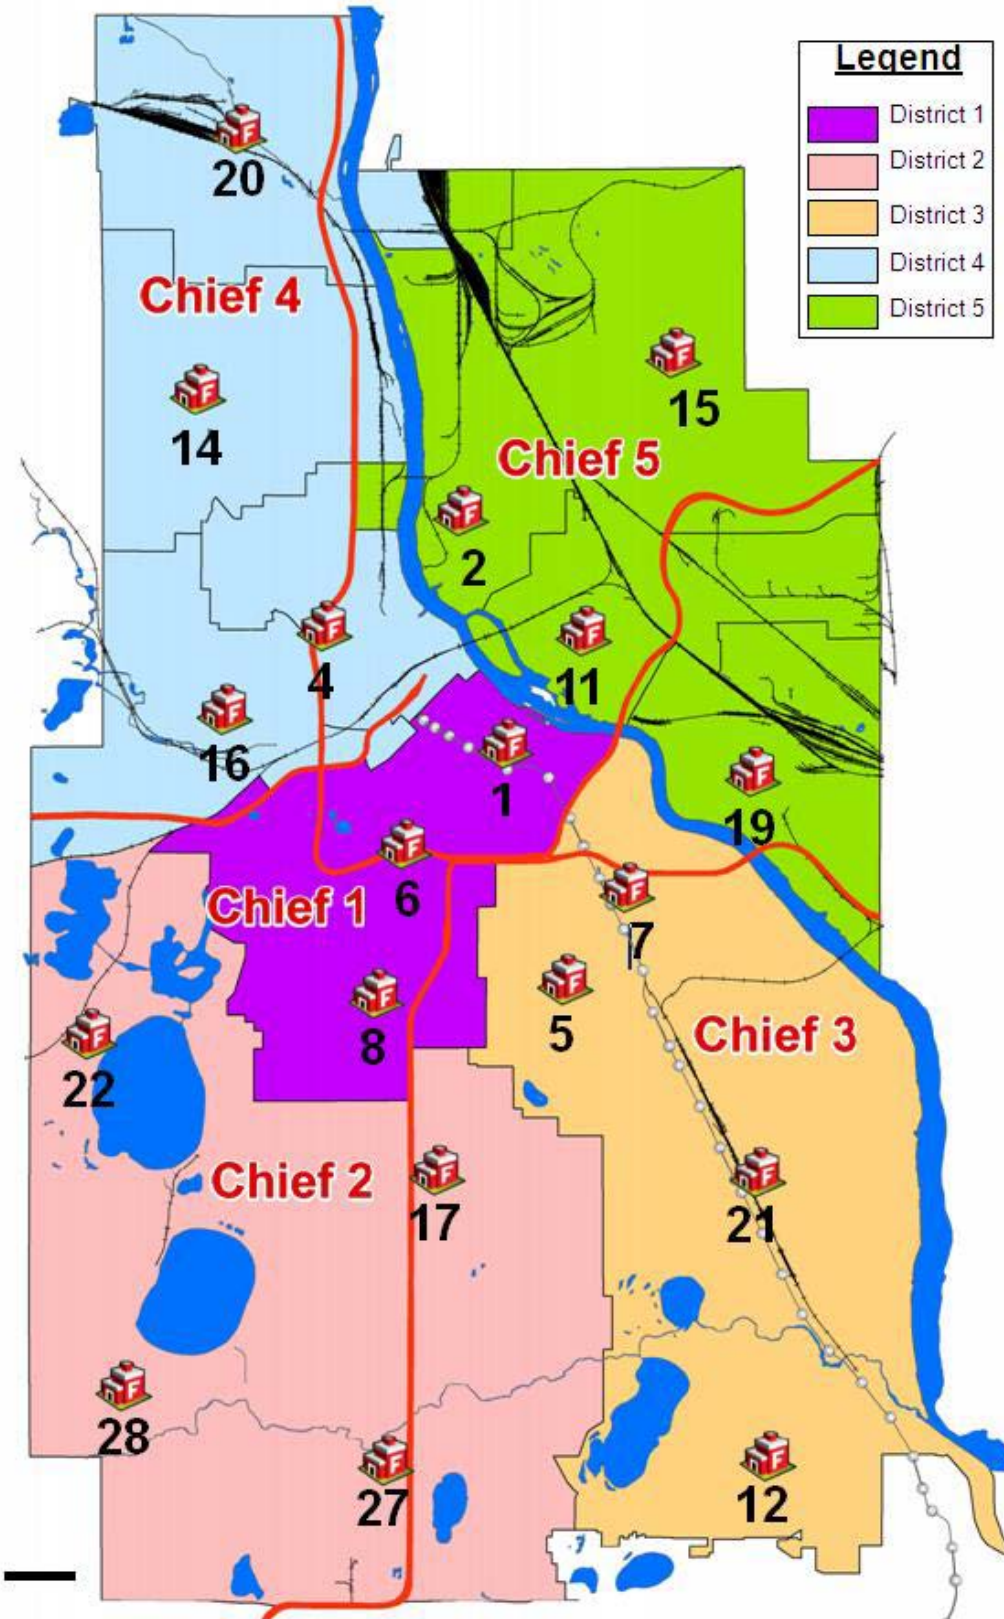 Legend
District 1
District 2
District 3
District 4
District 5
F
20
Chief 4
F
14
F
15
Chief 5
F
2
F
4
F
11
F
16
F
1
F
19
F
6
Chief 1
F
7
F
8
F
5
Chief 3
F
22
Chief 2
F
17
F
21
F
28
F
27
F
12